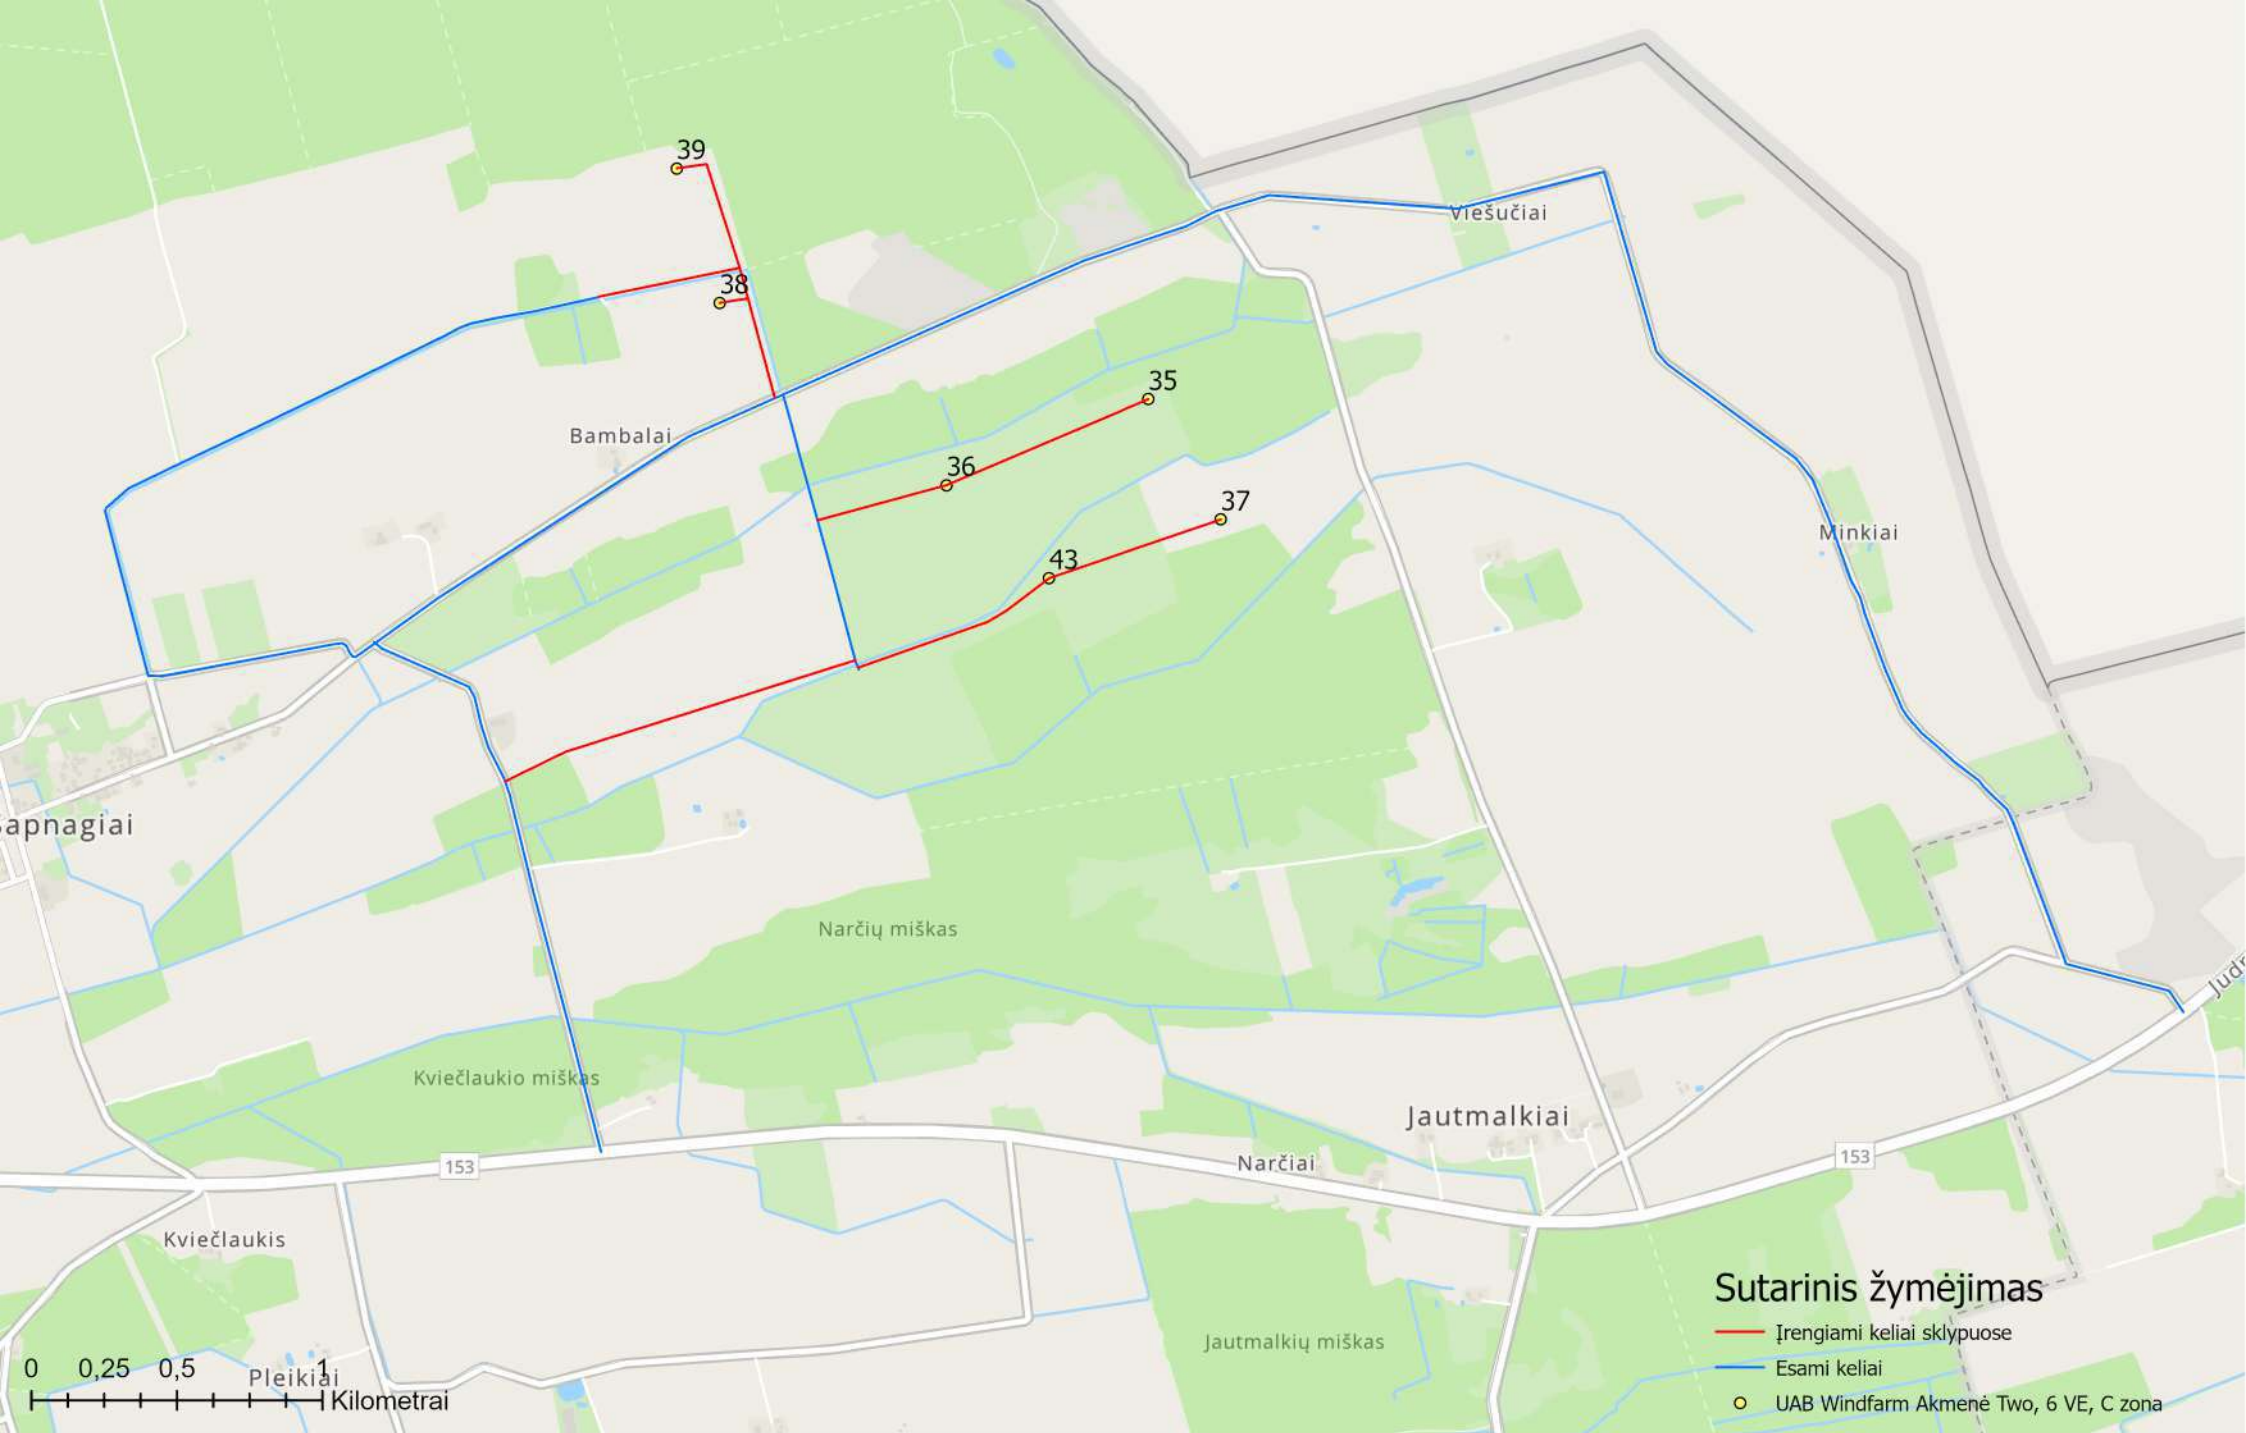 39
Viešučiai
38
35
Bambalai
36
37
Minkiai
43
Narčių miškas
Kviečlaukio miškas
Jautmalkiai
153
Narčiai
153
Kviečlaukis
Sutarinis žymėjimas
Įrengiami keliai sklypuose
Jautmalkių miškas
Esami keliai
0 0,25 0,5 1
Pleikiai
Kilometrai
UAB Windfarm Akmenė Two, 6 VE, C zona